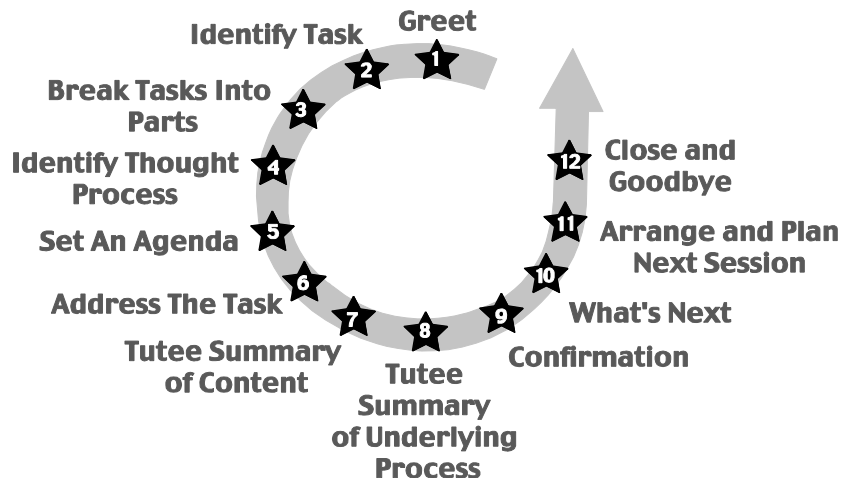 Greet
1
Identify Task
2
Break Tasks Into
Parts
3
Identify Thought
Process
4
Set An Agenda
5
Address The Task
6
Tutee Summary
of Content
7
Tutee
Summary
of Underlying
Process
8
Confirmation
9
What's Next
10
Arrange and Plan
Next Session
11
Close and
Goodbye
12